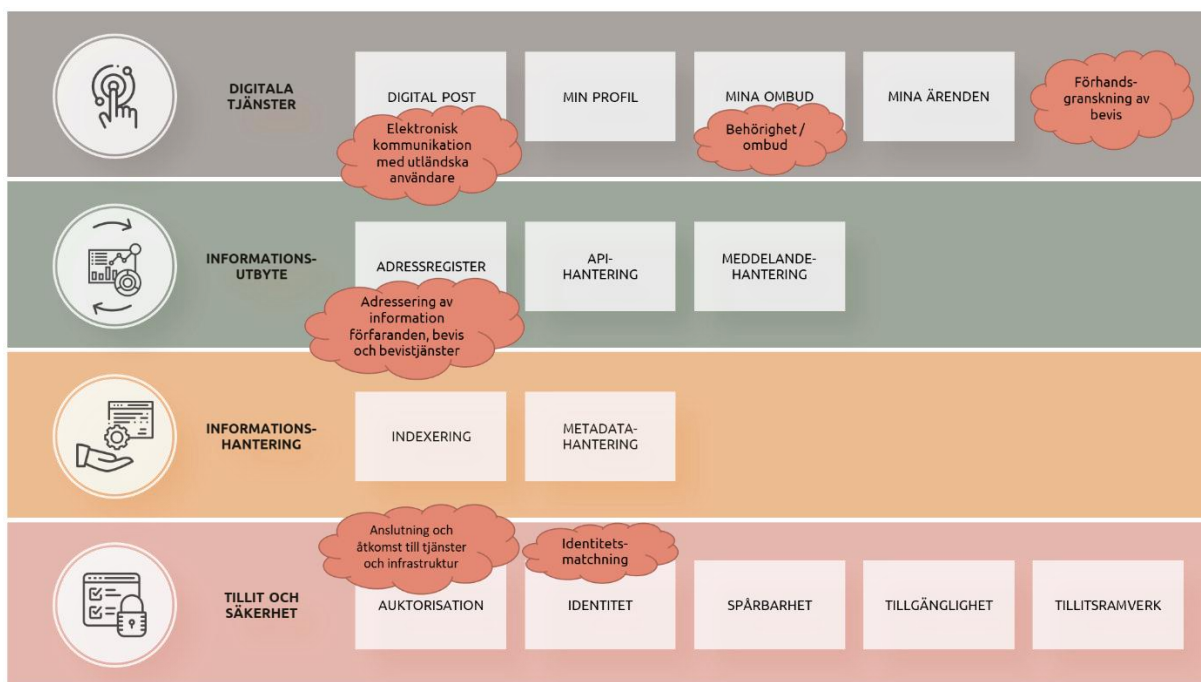 DIGITALA
TJÄNSTER
DIGITAL POST
Elektronisk
kommunikation
med utländska
användare
MIN PROFIL
MINA OMBUD
Behörighet /
ombud
MINA ÄRENDEN
Förhands-
granskning av
bevis
INFORMATIONS-
UTBYTE
ADRESSREGISTER
Adressering av
information
förfaranden, bevis
och bevistjänster
API-
HANTERING
MEDDELANDE-
HANTERING
INFORMATIONS-
HANTERING
INDEXERING
METADATA-
HANTERING
TILLIT OCH
SÄKERHET
Anslutning och
åtkomst till tjänster
och infrastruktur
AUKTORISATION
Identitets-
matchning
IDENTITET
SPÅRBARHET
TILLGÄNGLIGHET
TILLITSRAMVERK